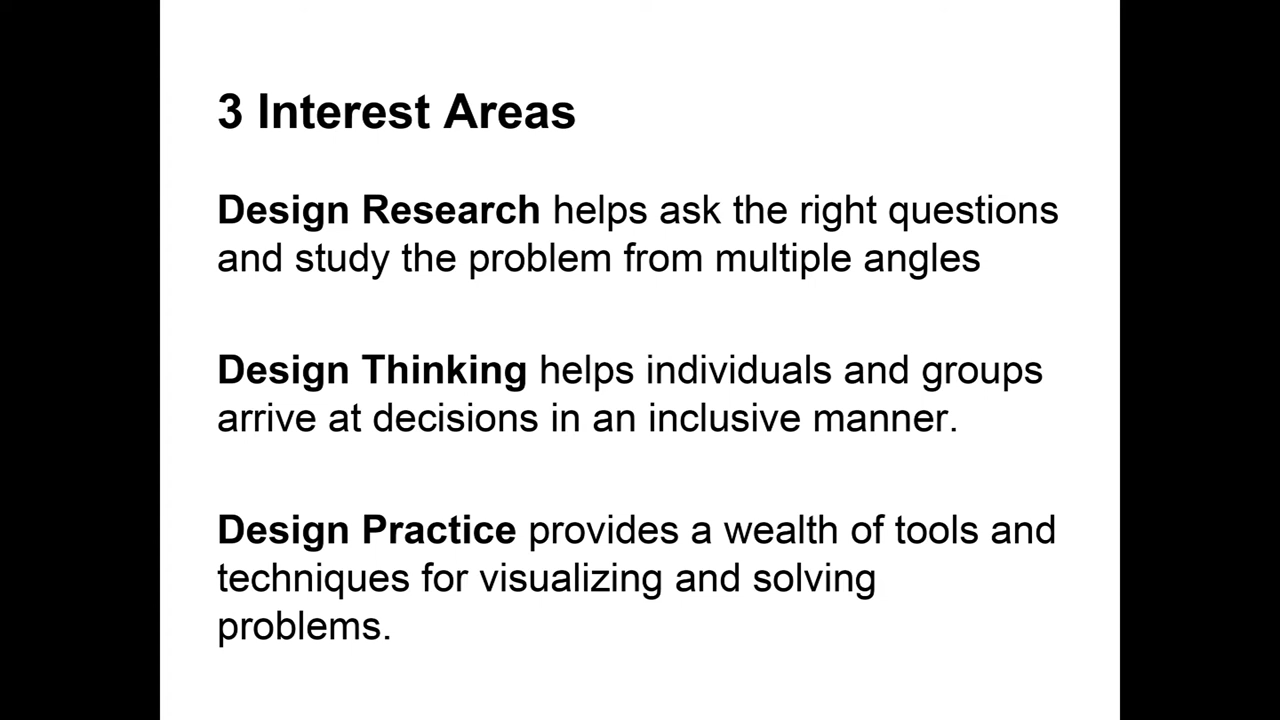 3 Interest Areas
Design Research helps ask the right questions
and study the problem from multiple angles
Design Thinking helps individuals and groups
arrive at decisions in an inclusive manner.
Design Practice provides a wealth of tools and
techniques for visualizing and solving
problems.